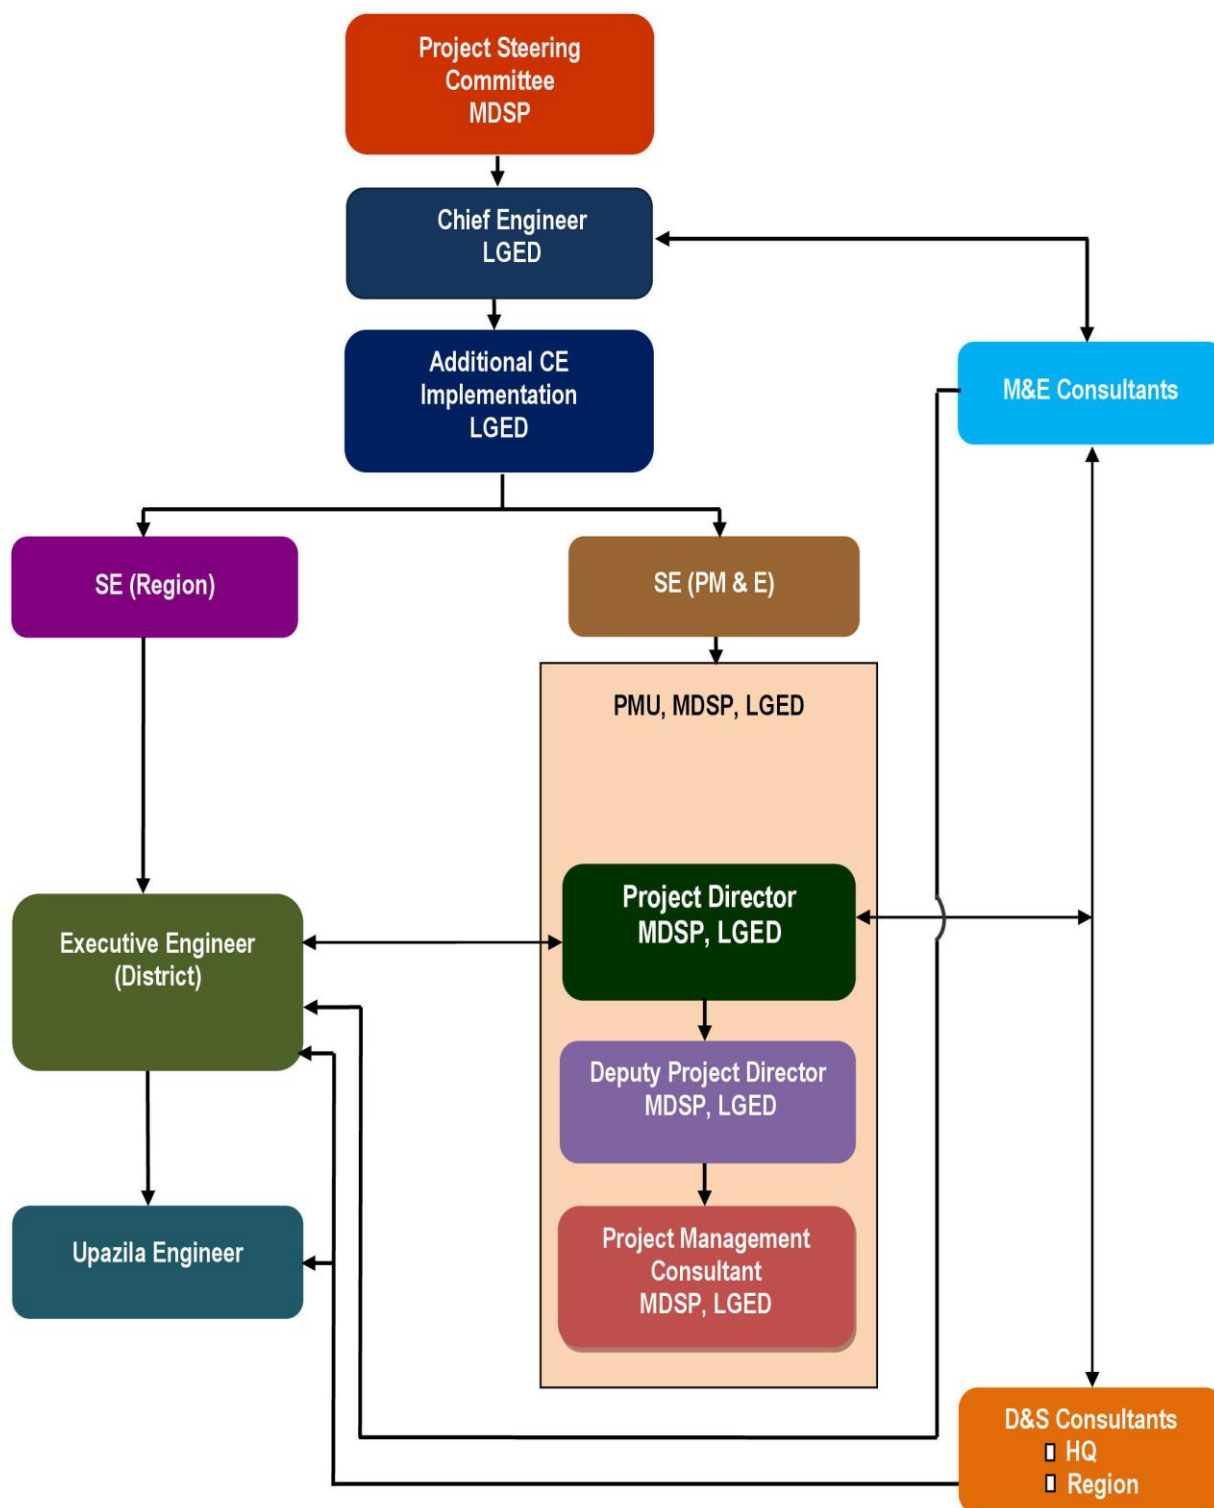 Project Steering
Committee
MDSP
Chief Engineer
LGED
Additional CE
Implementation
LGED
M&E Consultants
SE (Region)
SE (PM & E)
PMU, MDSP, LGED
Project Director
MDSP, LGED
Executive Engineer
(District)
Deputy Project Director
MDSP, LGED
Upazila Engineer
Project Management
Consultant
MDSP, LGED
D&S Consultants
HQ
Region